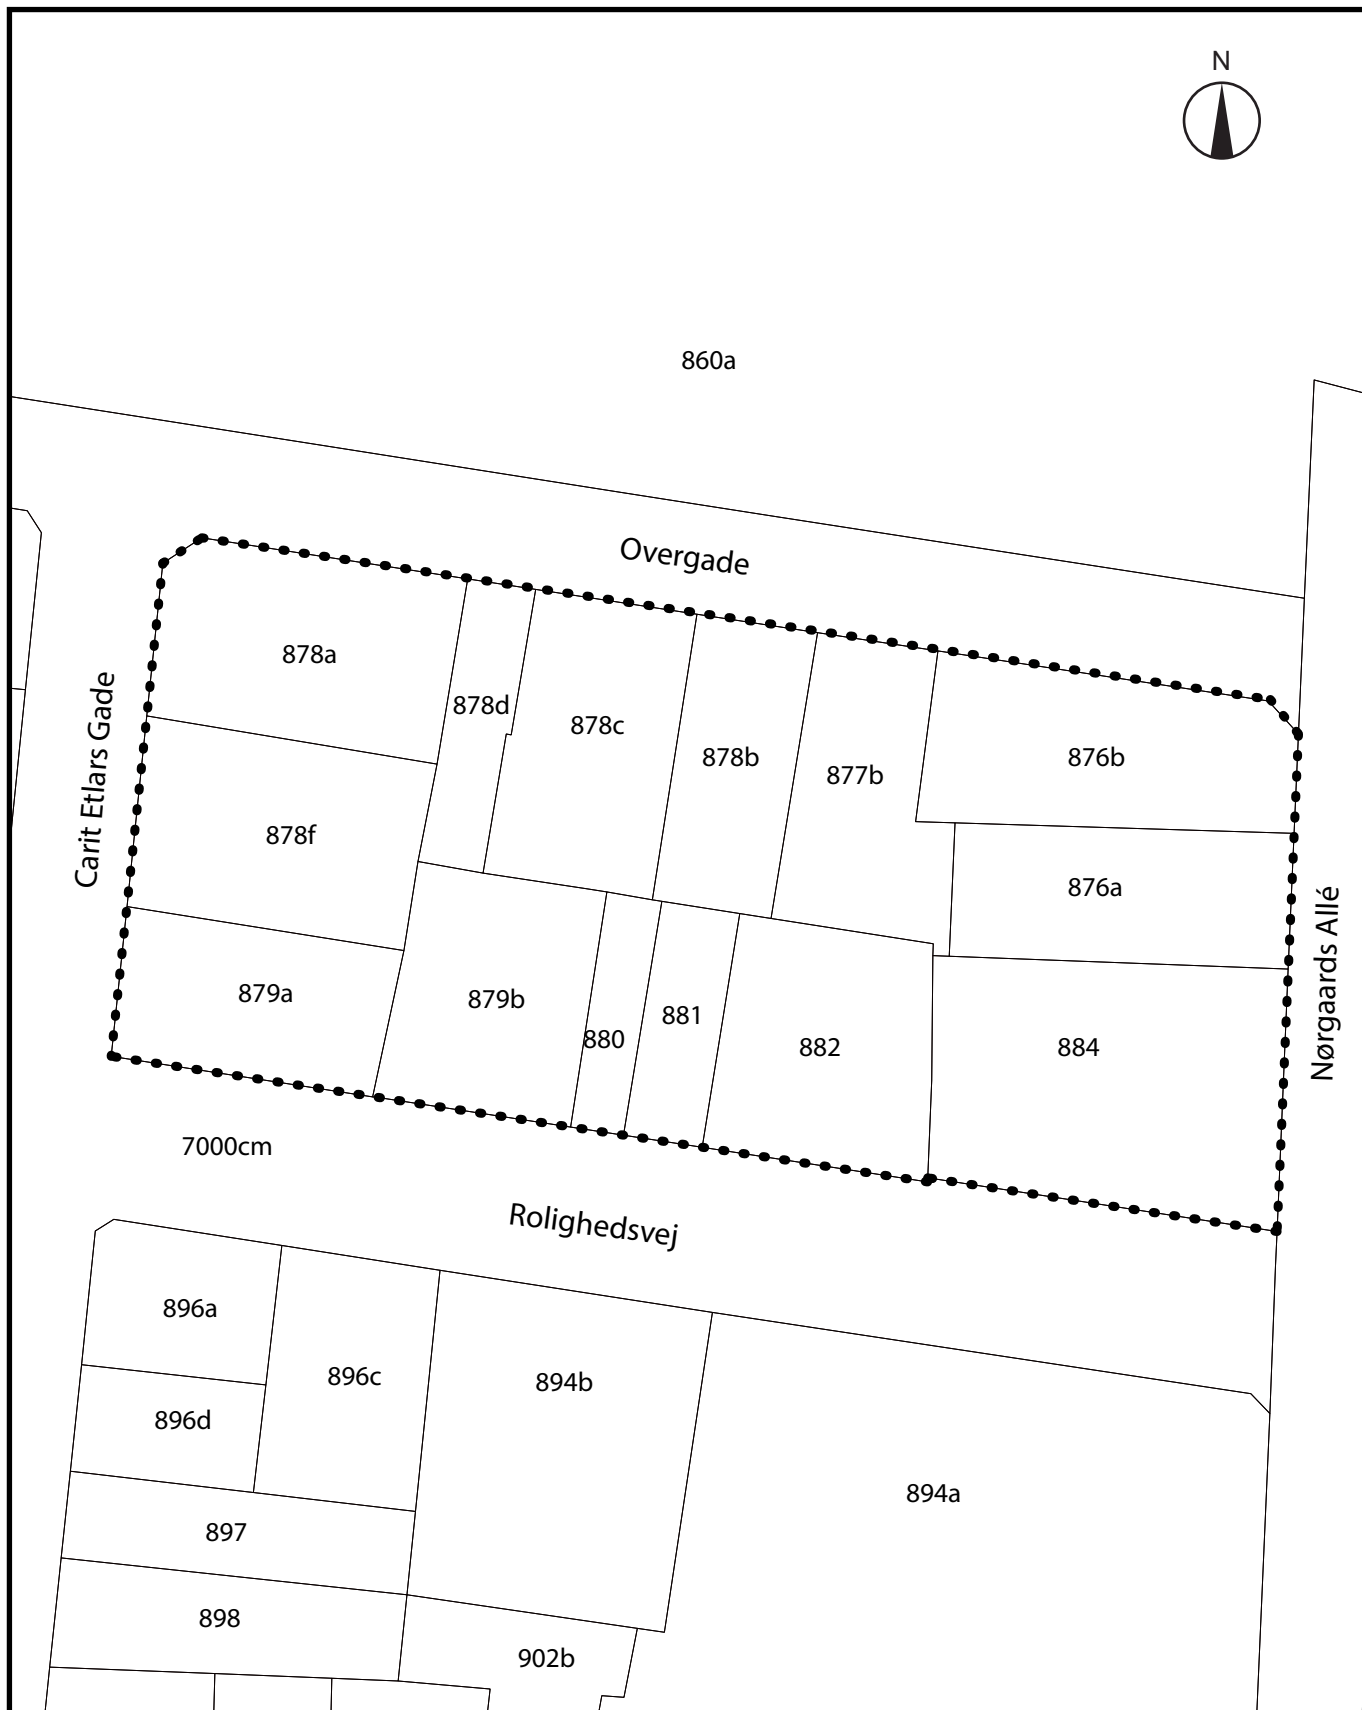 N
860a
Overgade
878a
878d
878c
878b
877b
876b
Carit Etlars Gade
878f
876a
Nørgaards Allé
879a
879b
880
881
882
884
7000cm
Rolighedsvej
896a
896c
894b
896d
894a
897
898
902b